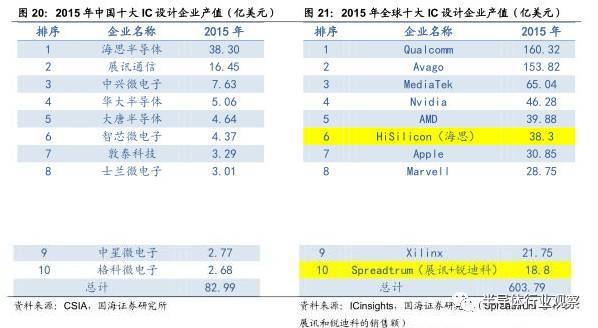 图 20: 2015 年中国十大 IC 设计企业产值（亿美元）
排序 企业名称 2015 年
1 海思半导体 38.30
2 展讯通信 16.45
3 中兴微电子 7.63
4 华大半导体 5.06
5 大唐半导体 4.64
6 智芯微电子 4.37
7 敦泰科技 3.29
8 士兰微电子 3.01
9 中星微电子 2.77
10 格科微电子 2.68
总计 82.99
资料来源：CSIA，国海证券研究所
图 21: 2015 年全球十大 IC 设计企业产值（亿美元）
排序 企业名称 2015 年
1 Qualcomm 160.32
2 Avago 153.82
3 MediaTek 65.04
4 Nvidia 46.28
5 AMD 39.88
6 HiSilicon（海思） 38.3
7 Apple 30.85
8 Marvell 28.75
9 Xilinx 21.75
10 Spreadtrum（展讯+锐迪科） 18.8
总计 603.79
资料来源：ICinsights，国海证券研究所（Spreadtrum
展讯和锐迪科的销售额）
半导体行业观察